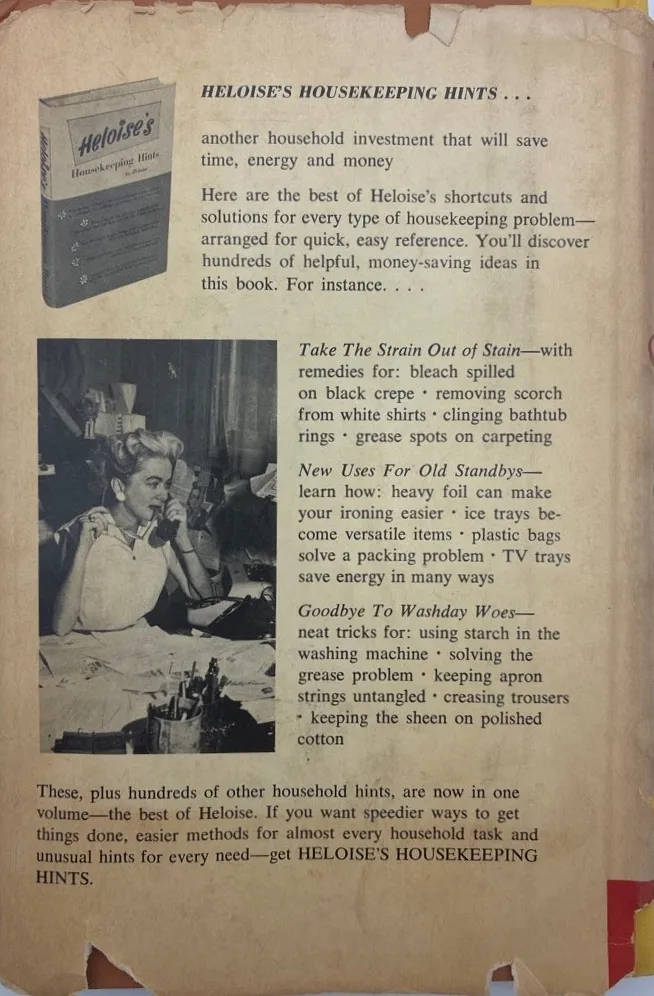 Heloise's
Housekeeping Hints
Heloise's
HELOISE'S HOUSEKEEPING HINTS . . .
another household investment that will save
time, energy and money
Here are the best of Heloise's shortcuts and
solutions for every type of housekeeping problem—
arranged for quick, easy reference. You'll discover
hundreds of helpful, money-saving ideas in
this book. For instance. . . .
Take The Strain Out of Stain—with
remedies for: bleach spilled
on black crepe · removing scorch
from white shirts · clinging bathtub
rings · grease spots on carpeting
New Uses For Old Standbys—
learn how: heavy foil can make
your ironing easier · ice trays be-
come versatile items · plastic bags
solve a packing problem · TV trays
save energy in many ways
Goodbye To Washday Woes—
neat tricks for: using starch in the
washing machine · solving the
grease problem · keeping apron
strings untangled · creasing trousers
· keeping the sheen on polished
cotton
These, plus hundreds of other household hints, are now in one
volume—the best of Heloise. If you want speedier ways to get
things done, easier methods for almost every household task and
unusual hints for every need—get HELOISE'S HOUSEKEEPING
HINTS.